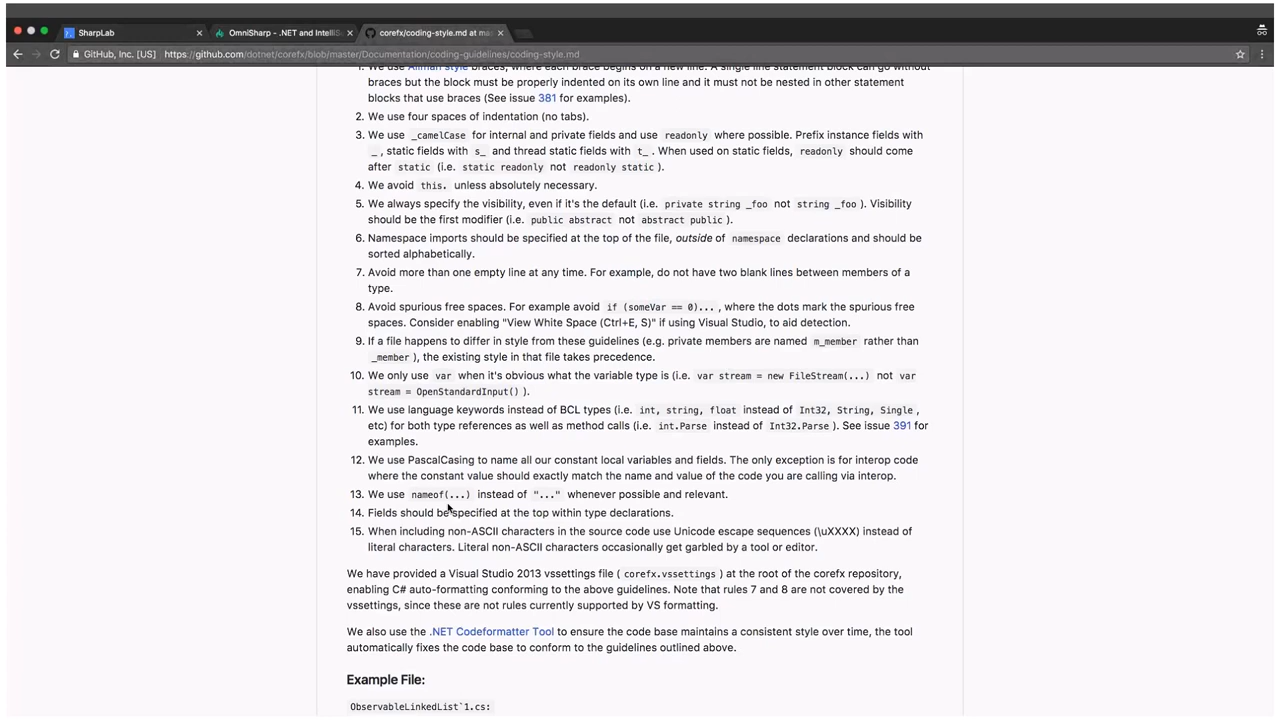 SharpLab
OmniSharp - .NET and IntelliSe
corefx/coding-style.md at mas
GitHub, Inc. [US] https://github.com/dotnet/corefx/blob/master/Documentation/coding-guidelines/coding-style.md
1. We use Allman style braces, where each brace begins on a new line. A single line statement block can go without
braces but the block must be properly indented on its own line and it must not be nested in other statement
blocks that use braces (See issue 381 for examples).
2. We use four spaces of indentation (no tabs).
3. We use _camelCase for internal and private fields and use readonly where possible. Prefix instance fields with
_ , static fields with s_ and thread static fields with t_ . When used on static fields, readonly should come
after static (i.e. static readonly not readonly static ).
4. We avoid this. unless absolutely necessary.
5. We always specify the visibility, even if it's the default (i.e. private string _foo not string _foo ). Visibility
should be the first modifier (i.e. public abstract not abstract public ).
6. Namespace imports should be specified at the top of the file, outside of namespace declarations and should be
sorted alphabetically.
7. Avoid more than one empty line at any time. For example, do not have two blank lines between members of a
type.
8. Avoid spurious free spaces. For example avoid if (someVar == 0)... , where the dots mark the spurious free
spaces. Consider enabling "View White Space (Ctrl+E, S)" if using Visual Studio, to aid detection.
9. If a file happens to differ in style from these guidelines (e.g. private members are named m_member rather than
_member ), the existing style in that file takes precedence.
10. We only use var when it's obvious what the variable type is (i.e. var stream = new FileStream(...) not var
stream = OpenStandardInput() ).
11. We use language keywords instead of BCL types (i.e. int, string, float instead of Int32, String, Single ,
etc) for both type references as well as method calls (i.e. int.Parse instead of Int32.Parse ). See issue 391 for
examples.
12. We use PascalCasing to name all our constant local variables and fields. The only exception is for interop code
where the constant value should exactly match the name and value of the code you are calling via interop.
13. We use nameof(...) instead of "..." whenever possible and relevant.
14. Fields should be specified at the top within type declarations.
15. When including non-ASCII characters in the source code use Unicode escape sequences (\uXXXX) instead of
literal characters. Literal non-ASCII characters occasionally get garbled by a tool or editor.
We have provided a Visual Studio 2013 vssettings file ( corefx.vssettings ) at the root of the corefx repository,
enabling C# auto-formatting conforming to the above guidelines. Note that rules 7 and 8 are not covered by the
vssettings, since these are not rules currently supported by VS formatting.
We also use the .NET Codeformatter Tool to ensure the code base maintains a consistent style over time, the tool
automatically fixes the code base to conform to the guidelines outlined above.
Example File:
ObservableLinkedList`1.cs: